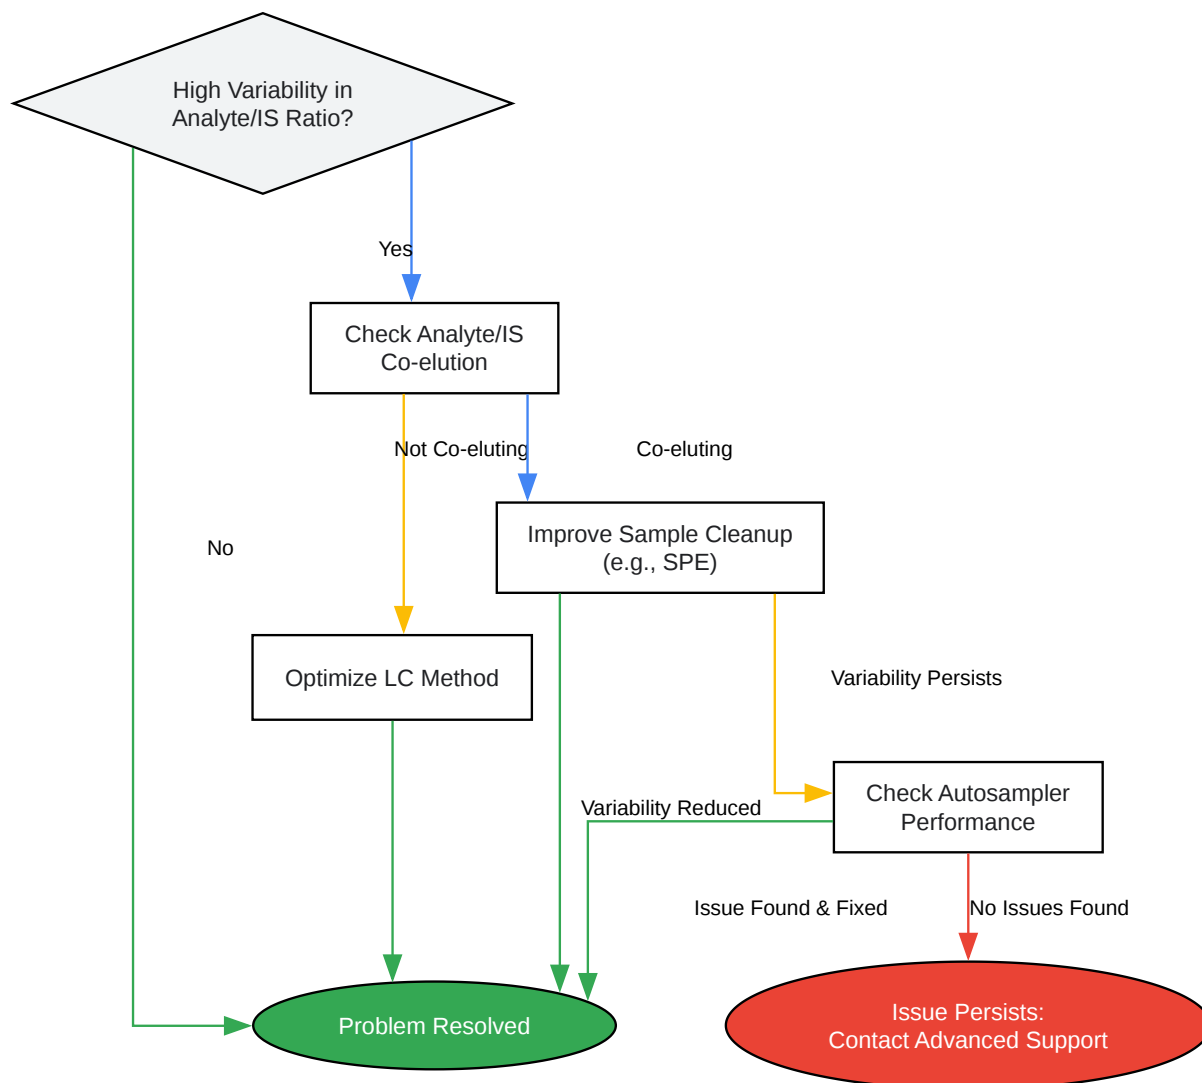 High Variability in
Analyte/IS Ratio?
Yes
Check Analyte/IS
Co-elution
Not Co-eluting
Co-eluting
No
Improve Sample Cleanup
(e.g., SPE)
Optimize LC Method
Variability Persists
Check Autosampler
Performance
Variability Reduced
Issue Found & Fixed
No Issues Found
Problem Resolved
Issue Persists:
Contact Advanced Support